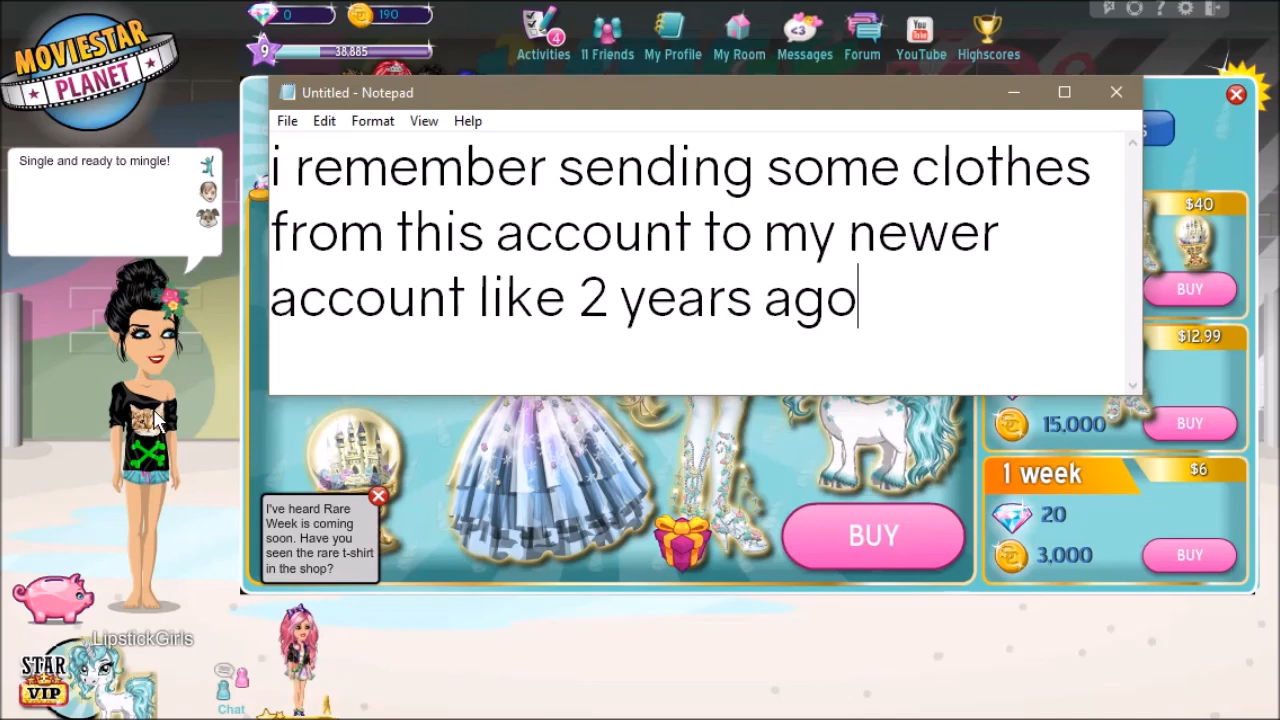 MOVIESTAR
PLANET
0
190
9
38,885
4
Activities
11 Friends
My Profile
My Room
<3
Messages
Forum
You
Tube
YouTube
Highscores
Untitled - Notepad
File Edit Format View Help
i remember sending some clothes
from this account to my newer
account like 2 years ago
Single and ready to mingle!
$40
BUY
$12.99
15,000
BUY
1 week
$6
20
3,000
BUY
BUY
I've heard Rare
Week is coming
soon. Have you
seen the rare t-shirt
in the shop?
LipstickGirls
STAR
VIP
Chat